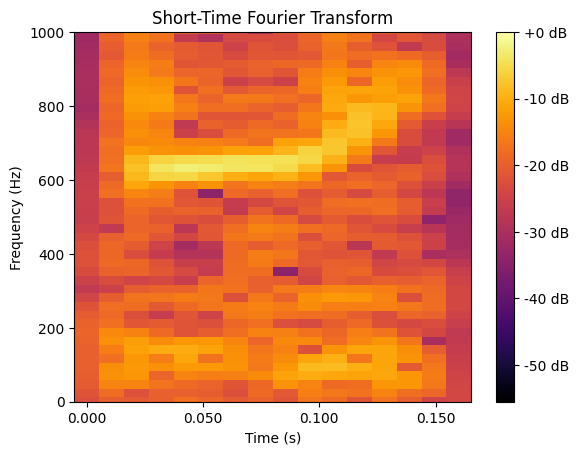 Short-Time Fourier Transform
1000
800
600
400
200
0
Frequency (Hz)
0.000
0.050
0.100
0.150
Time (s)
+0 dB
-10 dB
-20 dB
-30 dB
-40 dB
-50 dB